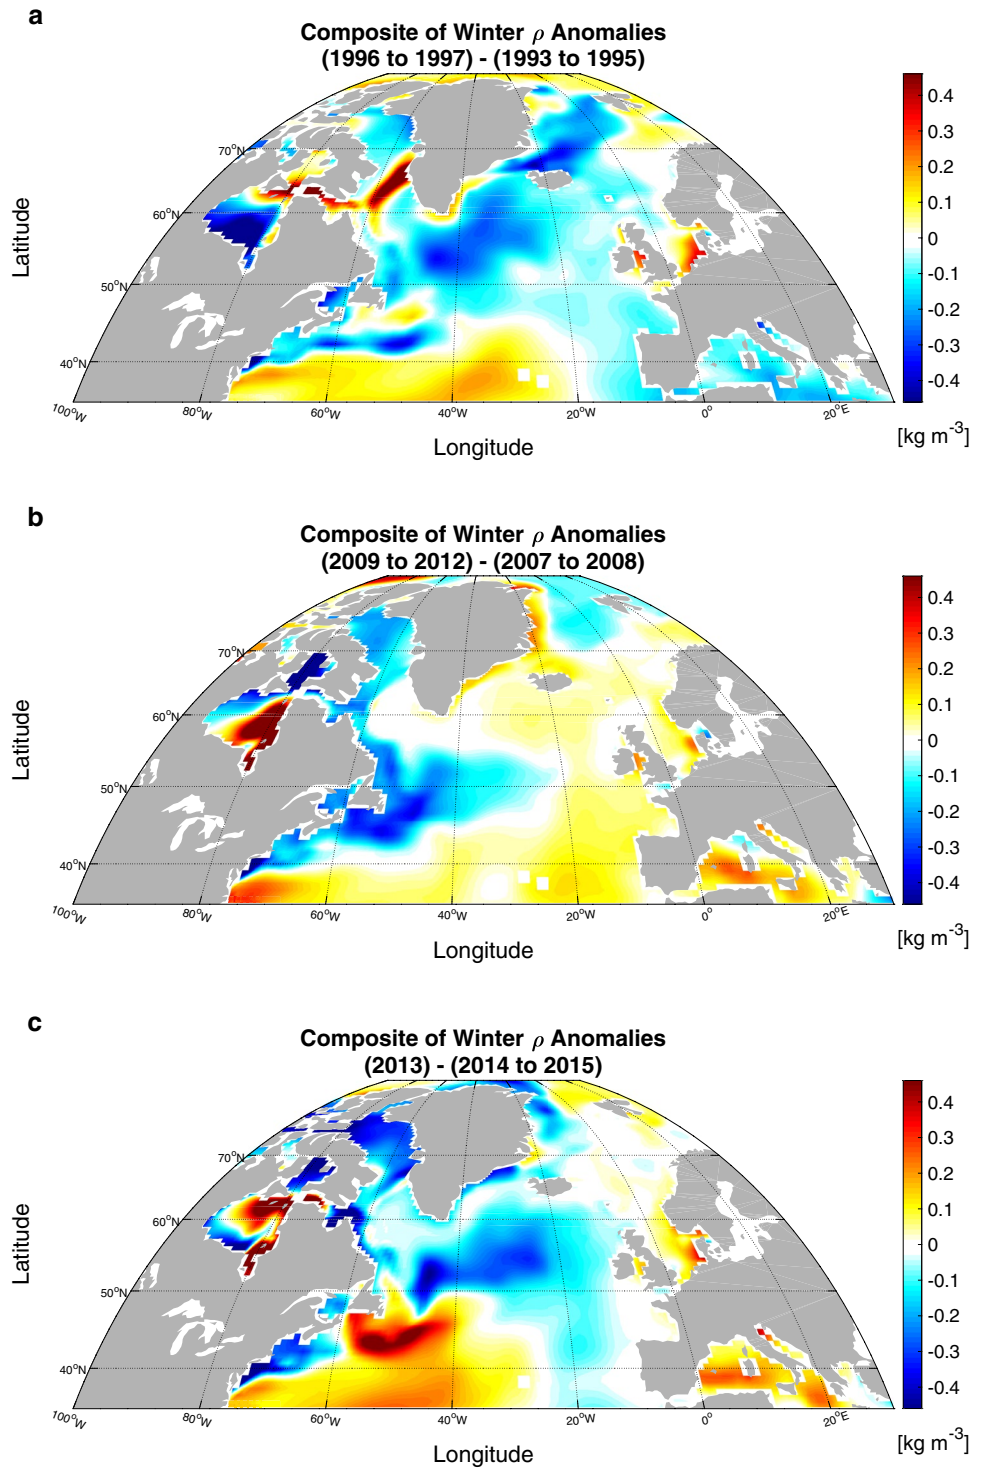 a
Composite of Winter ρ Anomalies
(1996 to 1997) - (1993 to 1995)
Latitude
70°N
60°N
50°N
40°N
100°W
80°W
60°W
40°W
20°W
0°
20°E
Longitude
0.4
0.3
0.2
0.1
0
-0.1
-0.2
-0.3
-0.4
[kg m⁻³]
b
Composite of Winter ρ Anomalies
(2009 to 2012) - (2007 to 2008)
Latitude
70°N
60°N
50°N
40°N
100°W
80°W
60°W
40°W
20°W
0°
20°E
Longitude
0.4
0.3
0.2
0.1
0
-0.1
-0.2
-0.3
-0.4
[kg m⁻³]
c
Composite of Winter ρ Anomalies
(2013) - (2014 to 2015)
Latitude
70°N
60°N
50°N
40°N
100°W
80°W
60°W
40°W
20°W
0°
20°E
Longitude
0.4
0.3
0.2
0.1
0
-0.1
-0.2
-0.3
-0.4
[kg m⁻³]